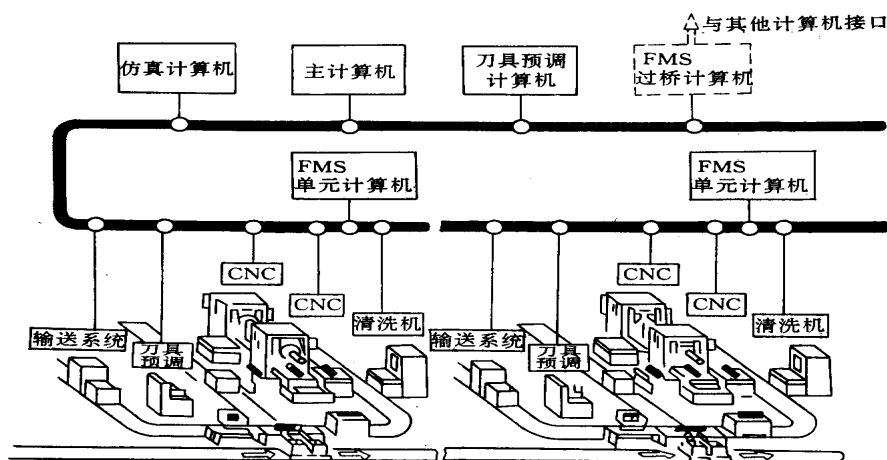 与其他计算机接口
仿真计算机
主计算机
刀具预调
计算机
FMS
过桥计算机
FMS
单元计算机
FMS
单元计算机
CNC
CNC
清洗机
输送系统
刀具
预调
CNC
CNC
清洗机
输送系统
刀具
预调